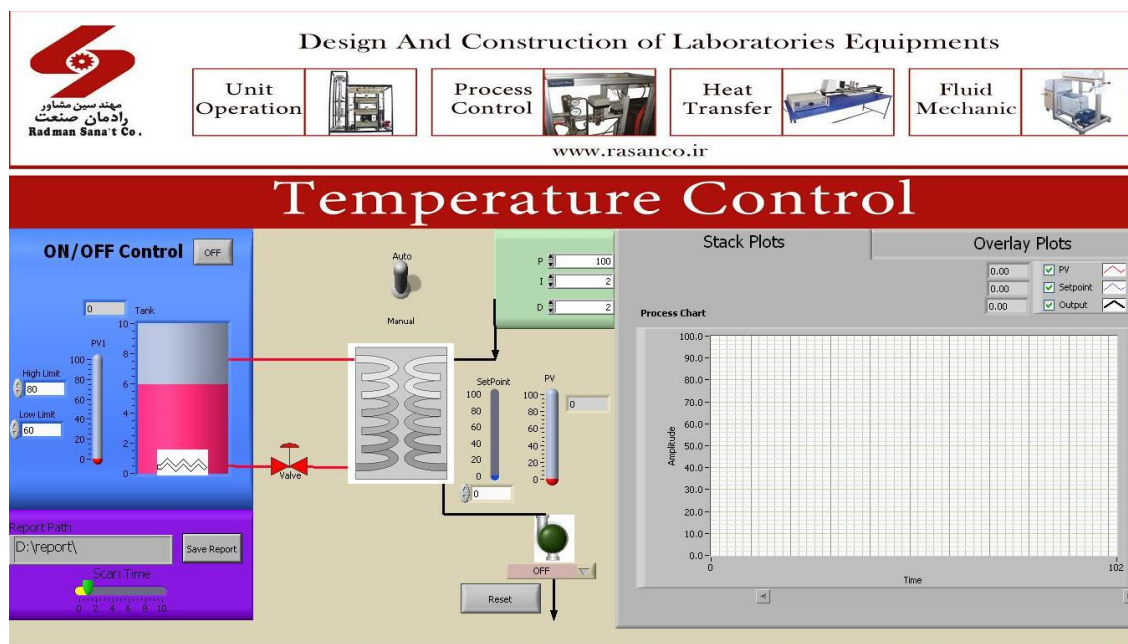 Design And Construction of Laboratories Equipments
مهندسین مشاور
رادمان صنعت
Radman Sana't Co.
Unit
Operation
Process
Control
Heat
Transfer
Fluid
Mechanic
www.rasanco.ir
Temperature Control
ON/OFF Control
OFF
0
Tank
PV1
10
8
6
4
2
0
100
80
60
40
20
0
High Limit
80
Low Limit
60
Report Path
D:\report\
Save Report
Scan Time
0 2 4 6 8 10
Auto
Manual
P 100
I 2
D 2
Valve
SetPoint
100
80
60
40
20
0
0
PV
100
80
60
40
20
0
0
OFF
Reset
Stack Plots
Overlay Plots
0.00 PV
0.00 Setpoint
0.00 Output
Process Chart
Amplitude
100.0
90.0
80.0
70.0
60.0
50.0
40.0
30.0
20.0
10.0
0.0
0
102
Time